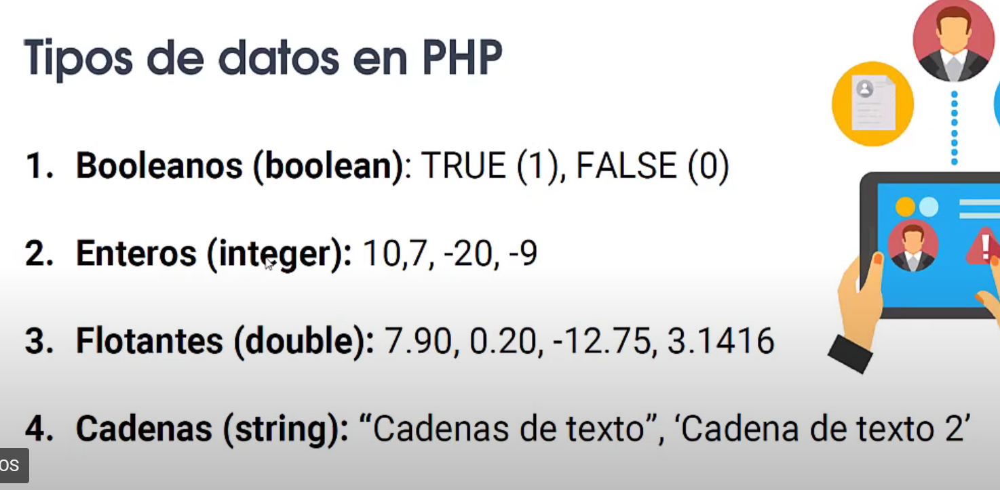 Tipos de datos en PHP
1. Booleanos (boolean): TRUE (1), FALSE (0)
2. Enteros (integer): 10,7, -20, -9
3. Flotantes (double): 7.90, 0.20, -12.75, 3.1416
4. Cadenas (string): “Cadenas de texto”, ‘Cadena de texto 2’
os
!